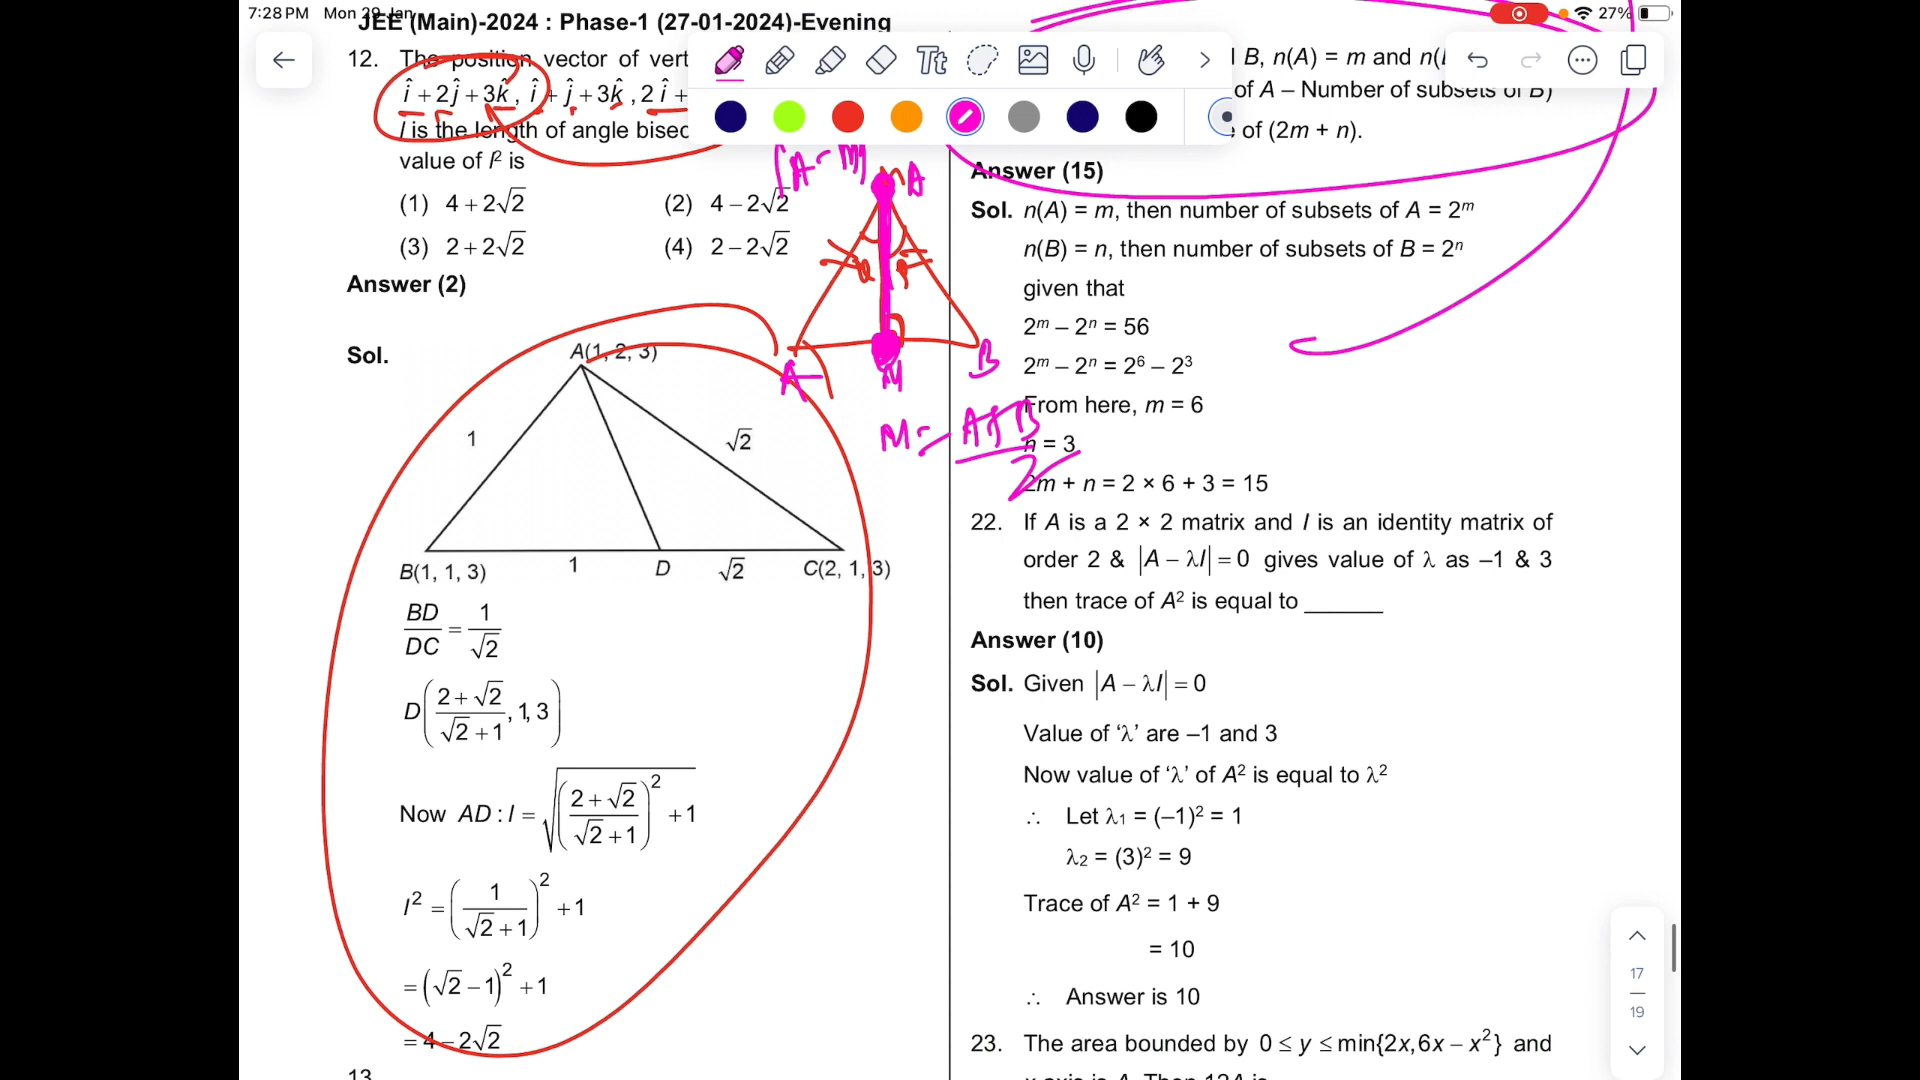 7:28 PM Mon 29 Jan
27%
JEE (Main)-2024 : Phase-1 (27-01-2024)-Evening
12. The position vector of vert
î + 2ĵ + 3k̂, î + ĵ + 3k̂, 2î +
l is the length of angle bisec
value of l² is
(1) 4 + 2√2 (2) 4 – 2√2
(3) 2 + 2√2 (4) 2 – 2√2
Answer (2)
Sol.
A(1, 2, 3)
1
√2
B(1, 1, 3)
1
D
√2
C(2, 1, 3)
BD/DC = 1/√2
D((2 + √2)/(√2 + 1), 1, 3)
Now AD : l = √(((2 + √2)/(√2 + 1))² + 1)
l² = (1/(√2 + 1))² + 1
= (√2 – 1)² + 1
= 4 – 2√2
13.
A
A
M
B
M = (A+B)/2
Tt
B, n(A) = m and n(
of A – Number of subsets of B)
of (2m + n).
Answer (15)
Sol. n(A) = m, then number of subsets of A = 2ᵐ
n(B) = n, then number of subsets of B = 2ⁿ
given that
2ᵐ – 2ⁿ = 56
2ᵐ – 2ⁿ = 2⁶ – 2³
From here, m = 6
n = 3
2m + n = 2 × 6 + 3 = 15
22. If A is a 2 × 2 matrix and I is an identity matrix of
order 2 & |A – λI| = 0 gives value of λ as –1 & 3
then trace of A² is equal to ______
Answer (10)
Sol. Given |A – λI| = 0
Value of ‘λ’ are –1 and 3
Now value of ‘λ’ of A² is equal to λ²
∴ Let λ₁ = (–1)² = 1
λ₂ = (3)² = 9
Trace of A² = 1 + 9
= 10
∴ Answer is 10
23. The area bounded by 0 ≤ y ≤ min{2x, 6x – x²} and
17
19